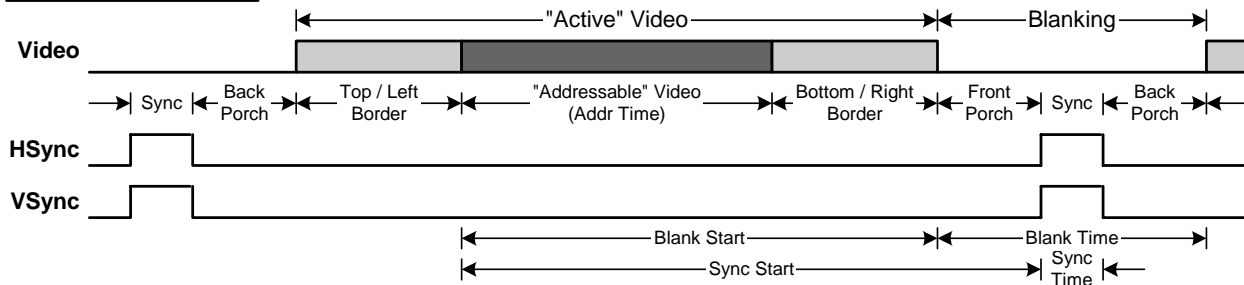 "Active" Video
Blanking
Video
Sync
Back
Porch
Top / Left
Border
"Addressable" Video
(Addr Time)
Bottom / Right
Border
Front
Porch
Sync
Back
Porch
HSync
VSync
Blank Start
Blank Time
Sync Start
Sync
Time